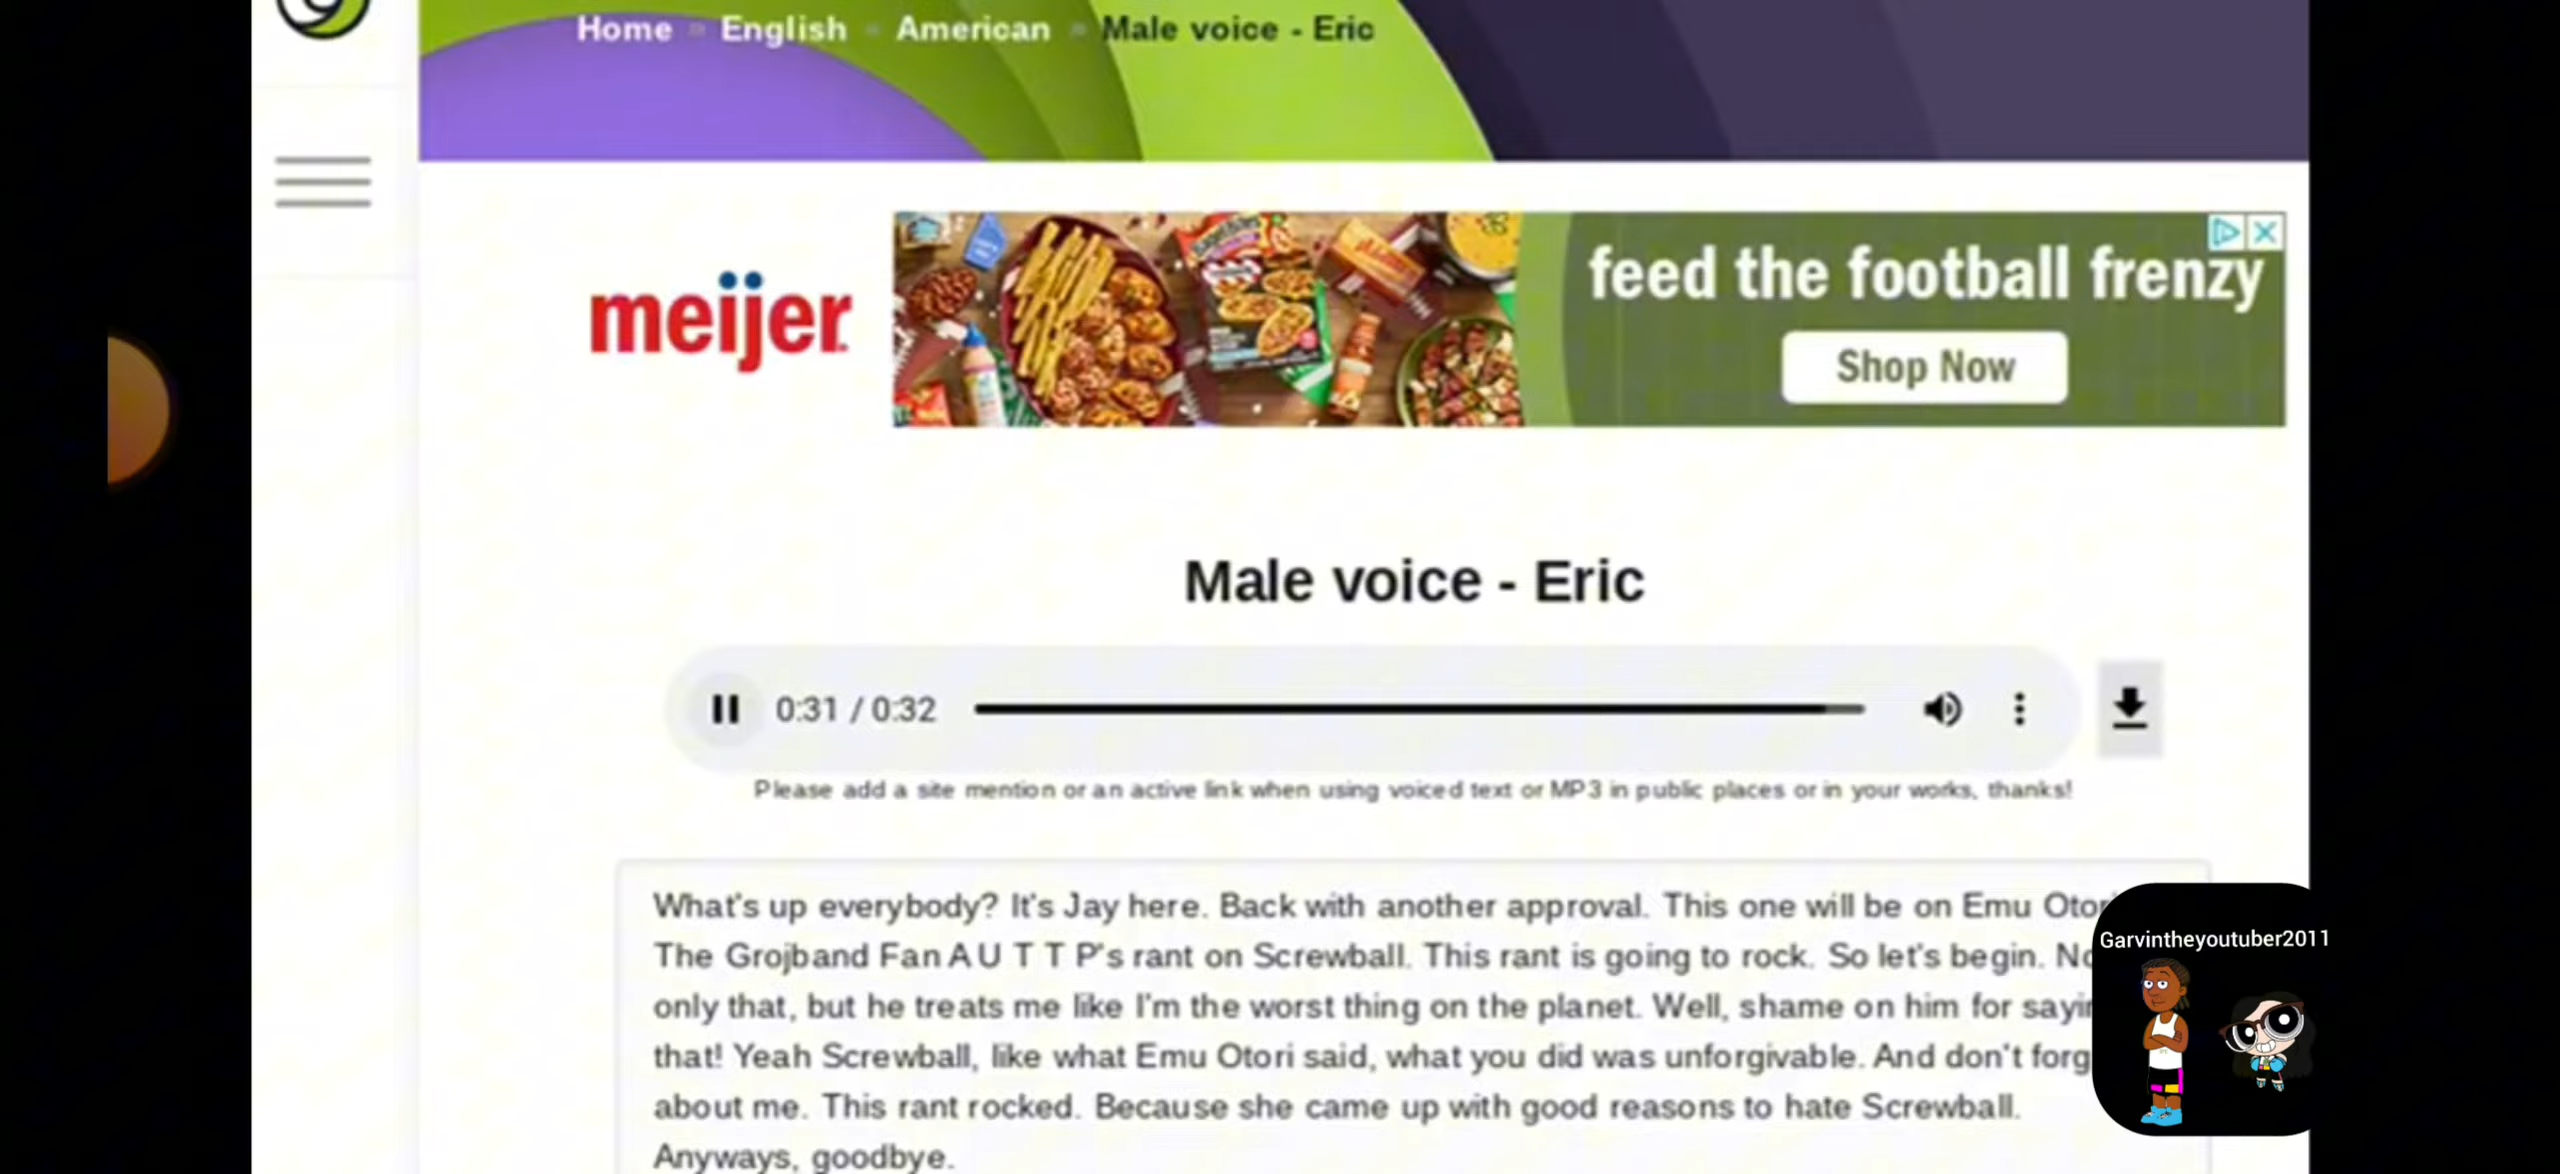 Home English American Male voice - Eric
meijer
feed the football frenzy
Shop Now
Male voice - Eric
0:31 / 0:32
Please add a site mention or an active link when using voiced text or MP3 in public places or in your works, thanks!
What's up everybody? It's Jay here. Back with another approval. This one will be on Emu
The Grojband Fan A U T T P's rant on Screwball. This rant is going to rock. So let's begin.
only that, but he treats me like I'm the worst thing on the planet. Well, shame on him for
that! Yeah Screwball, like what Emu Otori said, what you did was unforgivable. And don't
about me. This rant rocked. Because she came up with good reasons to hate Screwball.
Anyways, goodbye.
Garvintheyoutuber2011